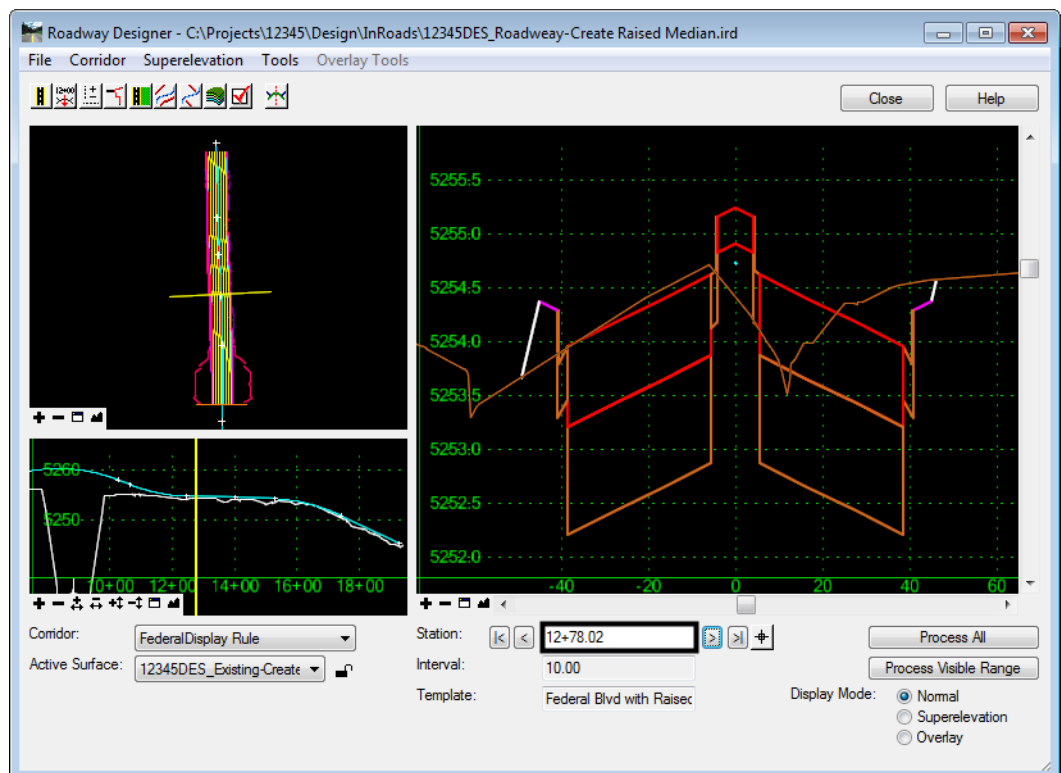 Roadway Designer - C:\Projects\12345\Design\InRoads\12345DES_Roadweay-Create Raised Median.ird
File Corridor Superelevation Tools Overlay Tools
12+00
Close Help
5255.5
5255.0
5254.5
5254.0
5253.5
5253.0
5252.5
5252.0
-40 -20 0 20 40 60
5260
5250
10+00 12+00 14+00 16+00 18+00
Corridor: FederalDisplay Rule
Active Surface: 12345DES_Existing-Create
Station: 12+78.02
Interval: 10.00
Template: Federal Blvd with Raised
Process All
Process Visible Range
Display Mode: Normal
Superelevation
Overlay